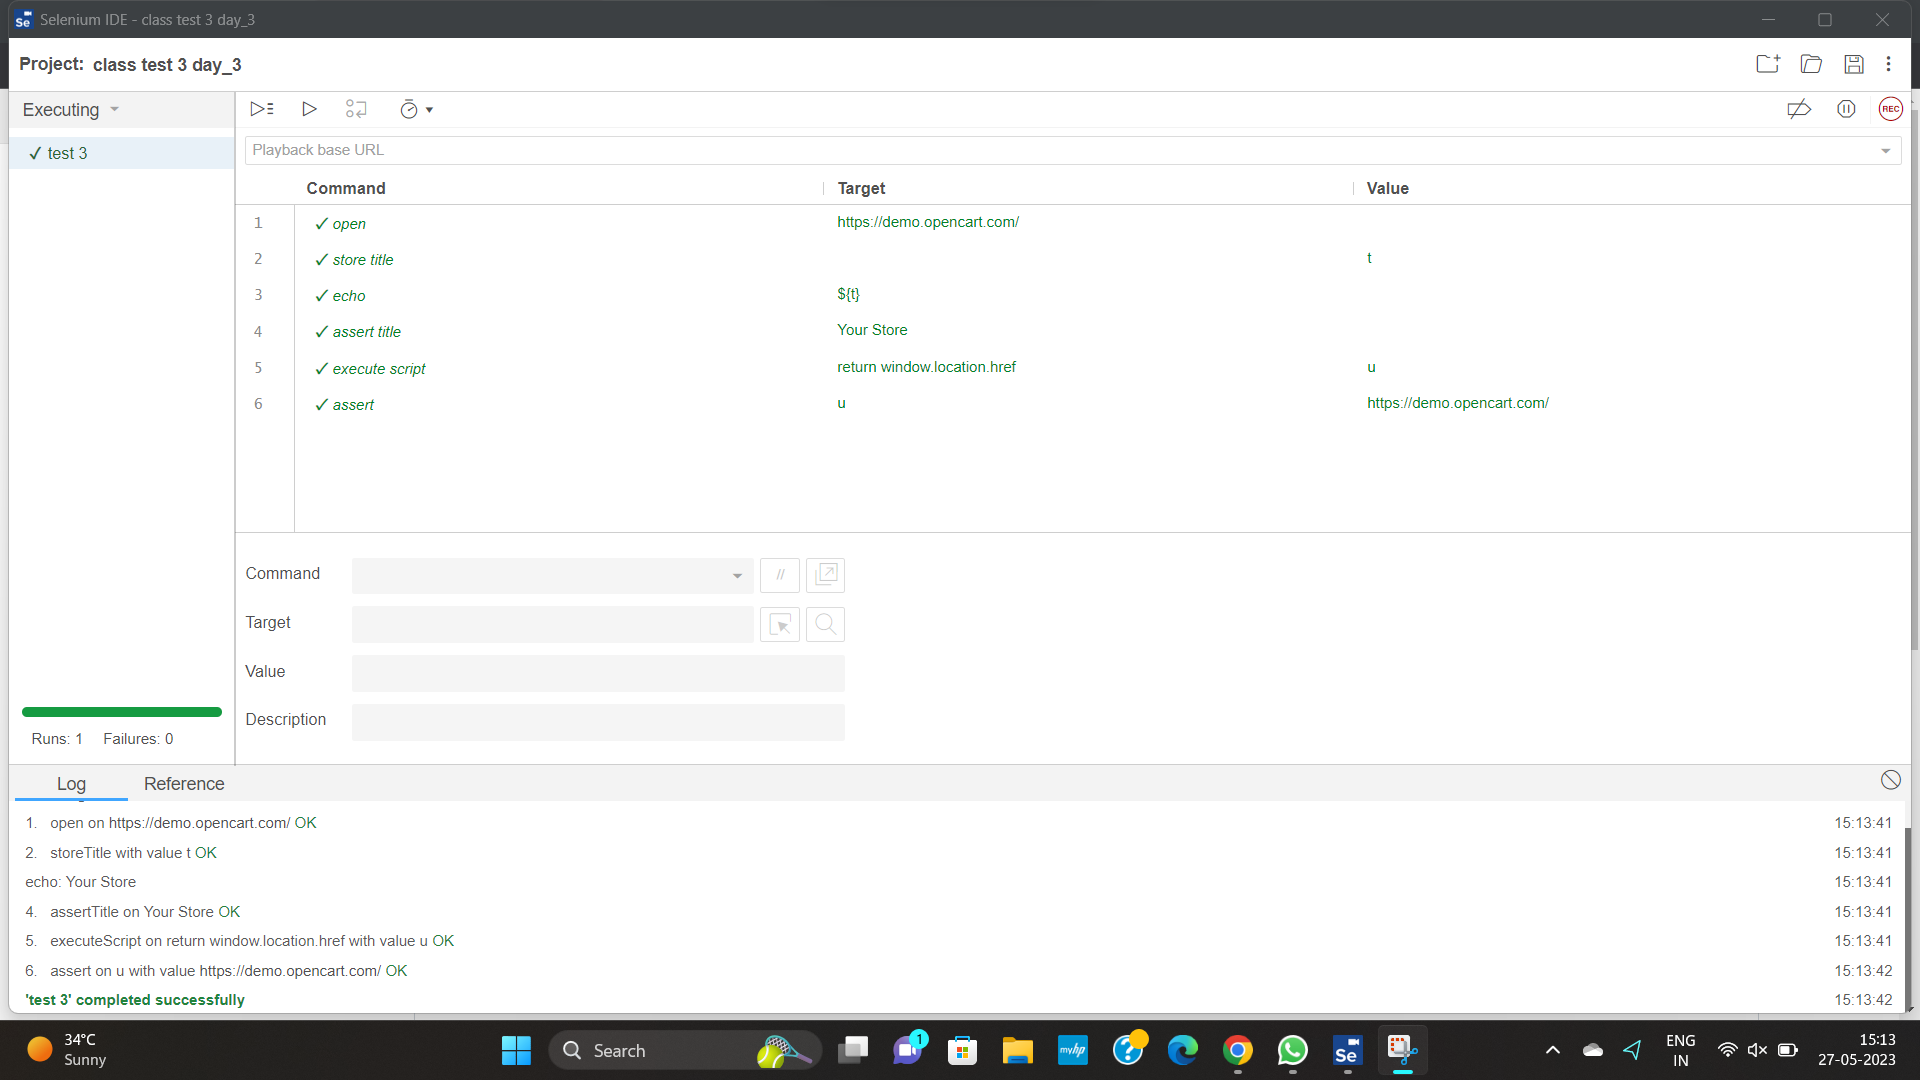 Se Selenium IDE - class test 3 day_3
Project: class test 3 day_3
Executing
REC
✓ test 3
Playback base URL
Command Target Value
1 ✓ open https://demo.opencart.com/
2 ✓ store title t
3 ✓ echo ${t}
4 ✓ assert title Your Store
5 ✓ execute script return window.location.href u
6 ✓ assert u https://demo.opencart.com/
Command //
Target
Value
Description
Runs: 1 Failures: 0
Log Reference
1. open on https://demo.opencart.com/ OK 15:13:41
2. storeTitle with value t OK 15:13:41
echo: Your Store 15:13:41
4. assertTitle on Your Store OK 15:13:41
5. executeScript on return window.location.href with value u OK 15:13:41
6. assert on u with value https://demo.opencart.com/ OK 15:13:42
'test 3' completed successfully 15:13:42
34°C
Sunny
Search
1
myhp
?
Se
ENG
IN
15:13
27-05-2023